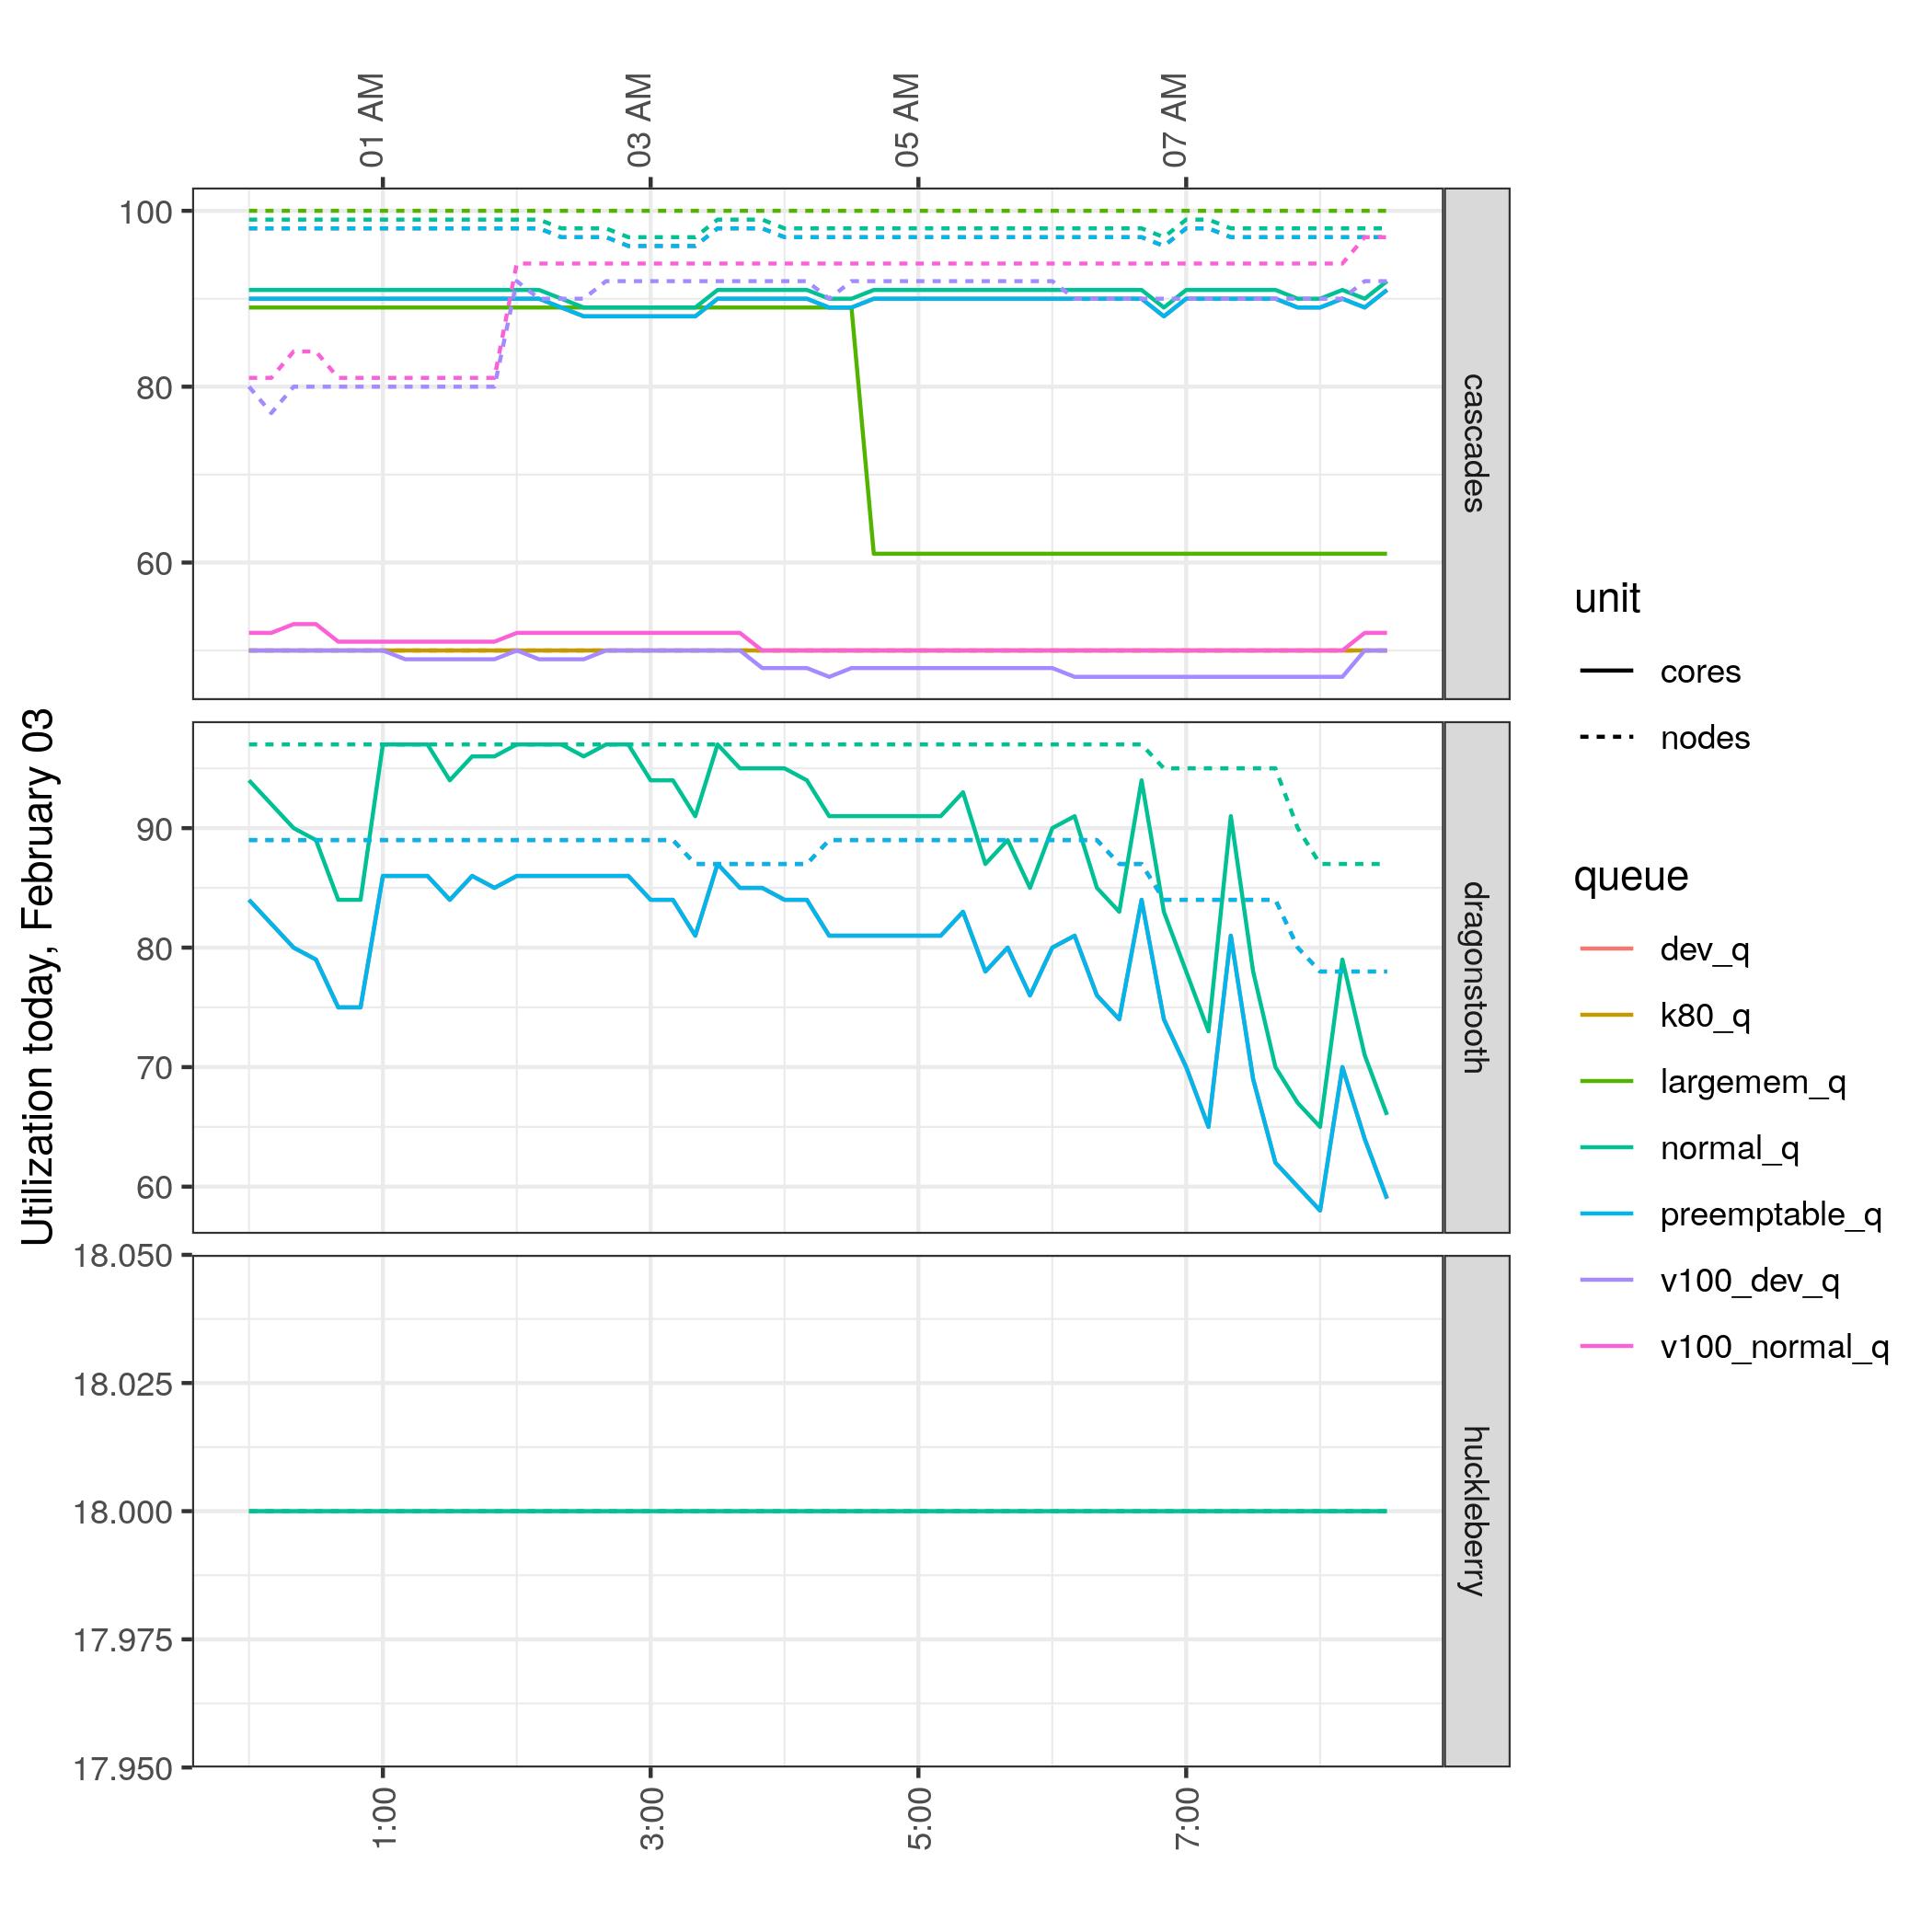 01 AM
03 AM
05 AM
07 AM
Utilization today, February 03
100
80
60
cascades
90
80
70
60
dragonstooth
18.050
18.025
18.000
17.975
17.950
huckleberry
1:00
3:00
5:00
7:00
unit
cores
nodes
queue
dev_q
k80_q
largemem_q
normal_q
preemptable_q
v100_dev_q
v100_normal_q